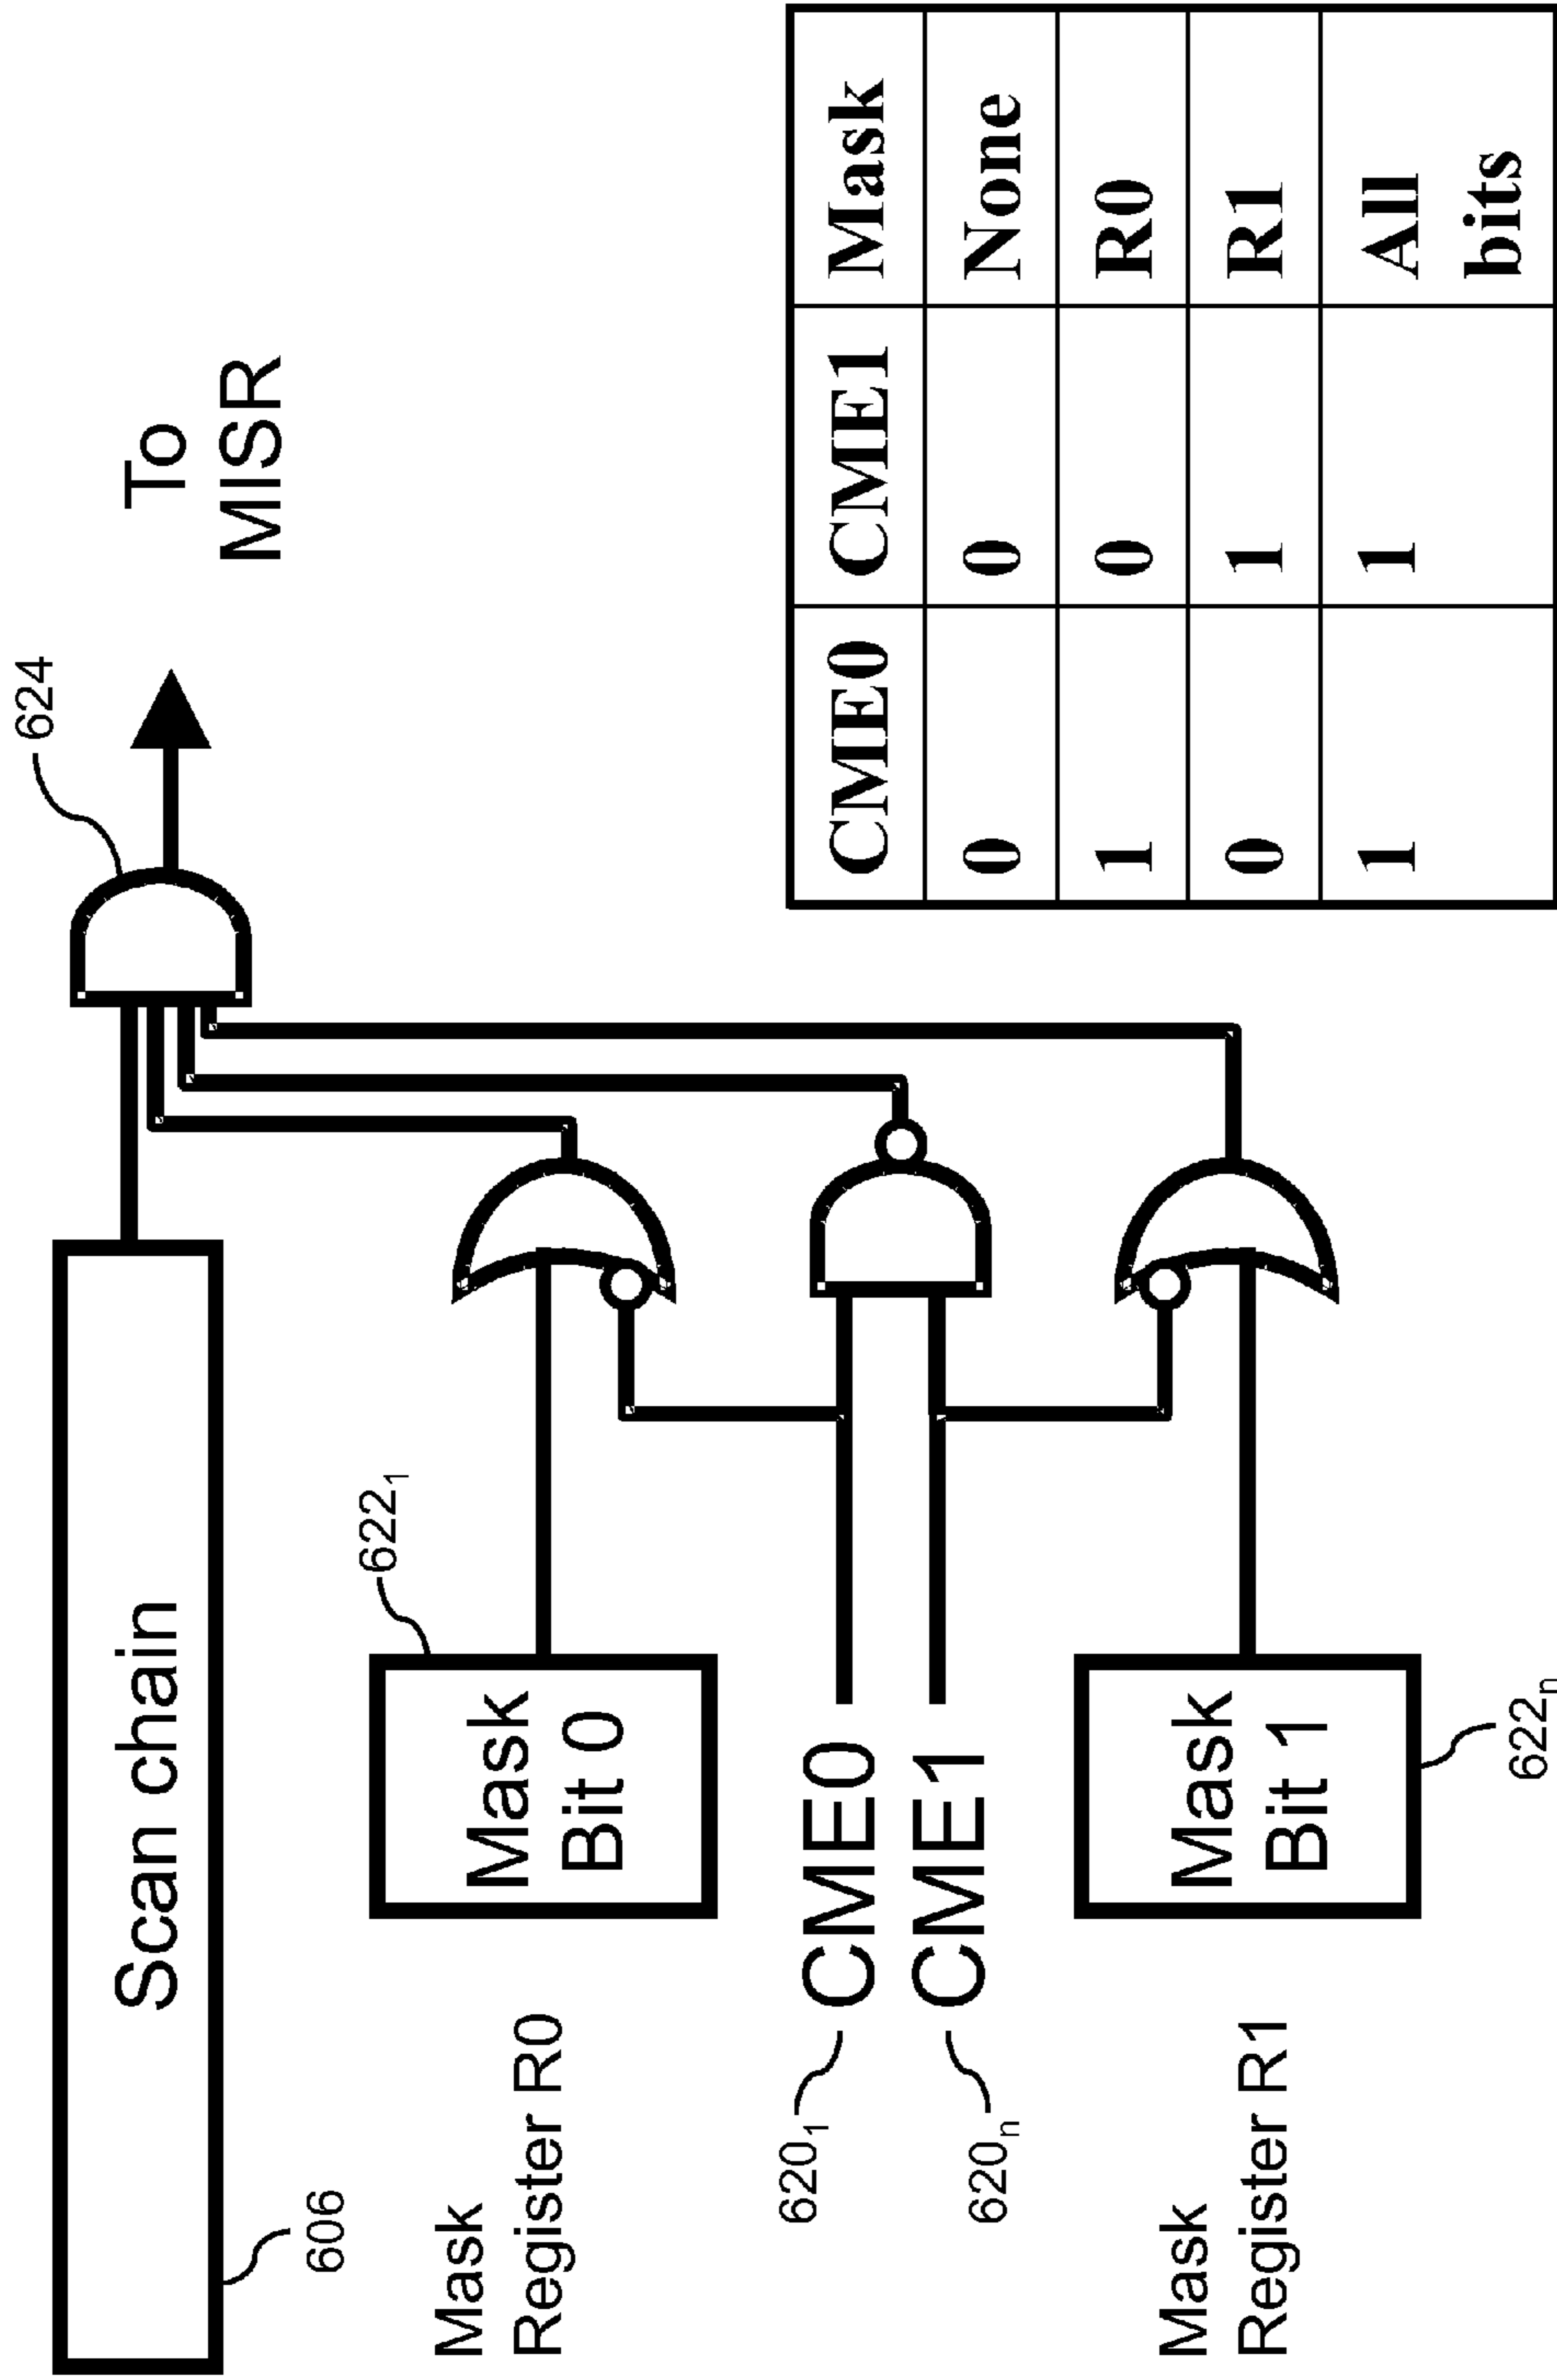 624
To
MISR
Scan chain
606
622₁
Mask
Register R0
Mask
Bit 0
620₁
CME0
CME1
620ₙ
Mask
Register R1
Mask
Bit 1
622ₙ
CME0 CME1 Mask
0 0 None
1 0 R0
0 1 R1
1 1 All
bits